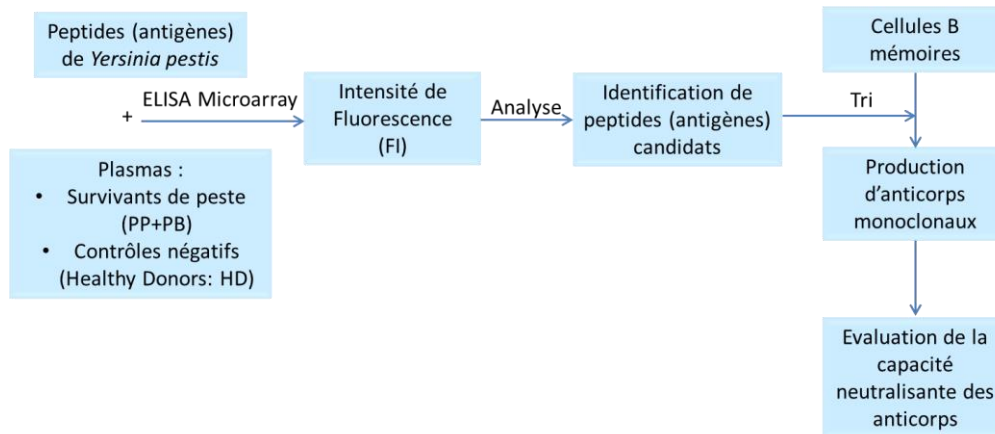 Peptides (antigènes)
de Yersinia pestis
+
ELISA Microarray
Plasmas :
• Survivants de peste
(PP+PB)
• Contrôles négatifs
(Healthy Donors: HD)
Intensité de
Fluorescence
(FI)
Analyse
Identification de
peptides (antigènes)
candidats
Tri
Cellules B
mémoires
Production
d'anticorps
monoclonaux
Evaluation de la
capacité
neutralisante des
anticorps